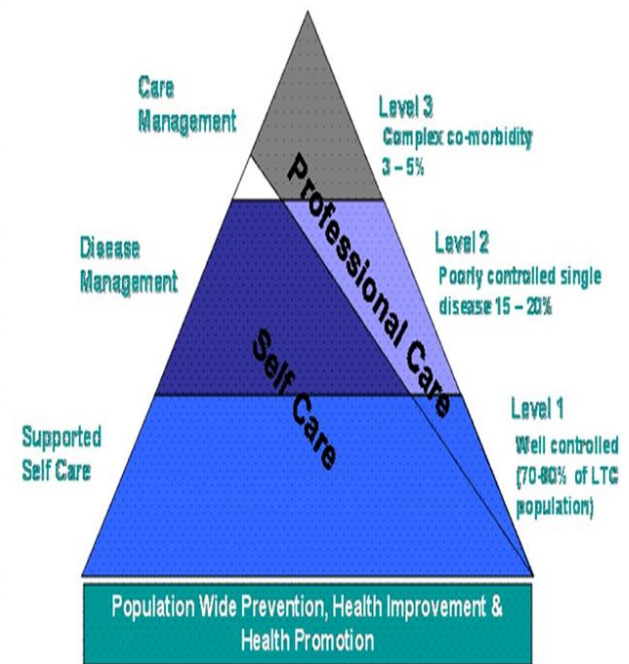 Care
Management
Level 3
Complex co-morbidity
3 – 5%
Professional Care
Disease
Management
Level 2
Poorly controlled single
disease 15 – 20%
Self Care
Supported
Self Care
Level 1
Well controlled
(70-80% of LTC
population)
Population Wide Prevention, Health Improvement &
Health Promotion